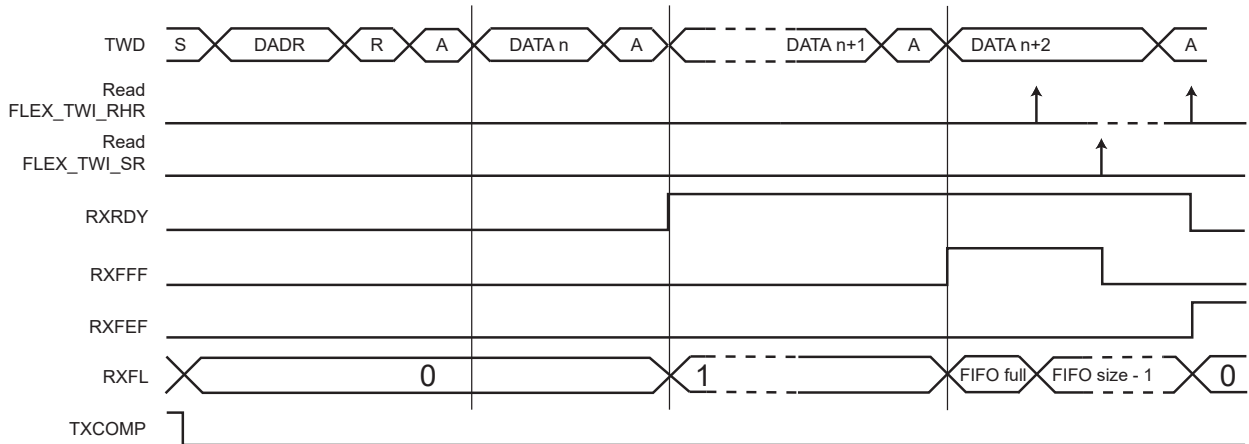 TWD S DADR R A DATA n A DATA n+1 A DATA n+2 A
Read
FLEX_TWI_RHR
Read
FLEX_TWI_SR
RXRDY
RXFFF
RXFEF
RXFL 0 1 FIFO full FIFO size - 1 0
TXCOMP